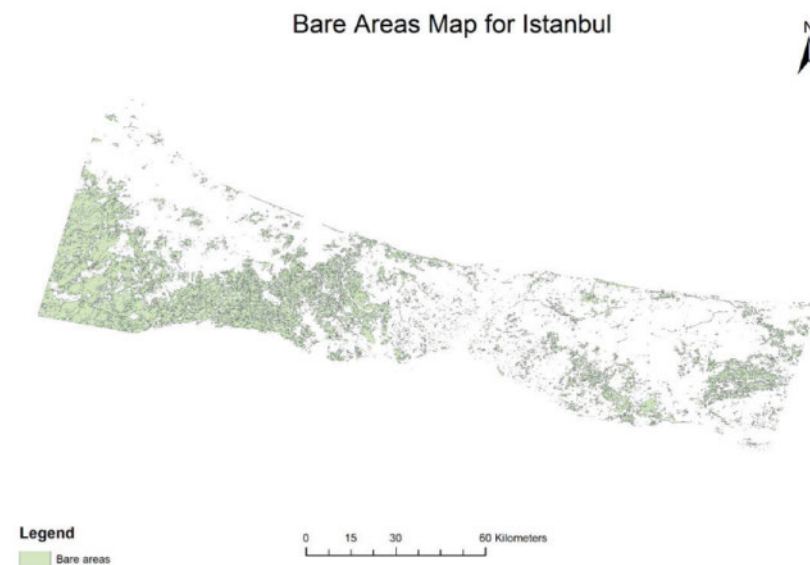 Bare Areas Map for Istanbul
N
Legend
Bare areas
0 15 30 60 Kilometers